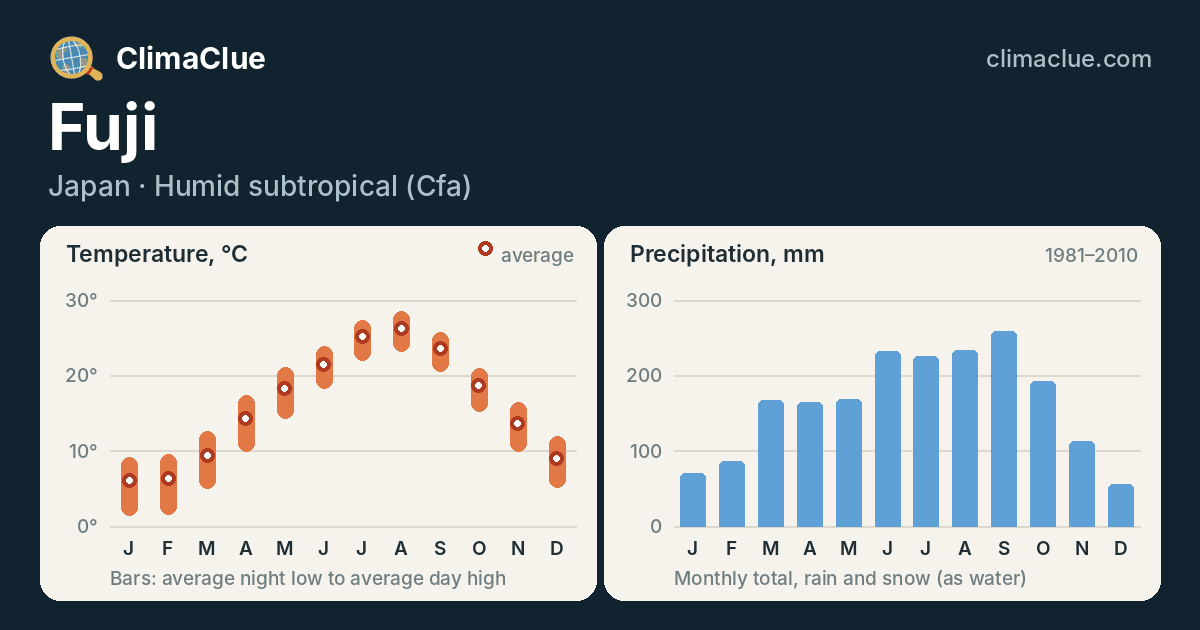 ClimaClue
climaclue.com
Fuji
Japan · Humid subtropical (Cfa)
Temperature, °C
average
30°
20°
10°
0°
J F M A M J J A S O N D
Bars: average night low to average day high
Precipitation, mm
1981–2010
300
200
100
0
J F M A M J J A S O N D
Monthly total, rain and snow (as water)